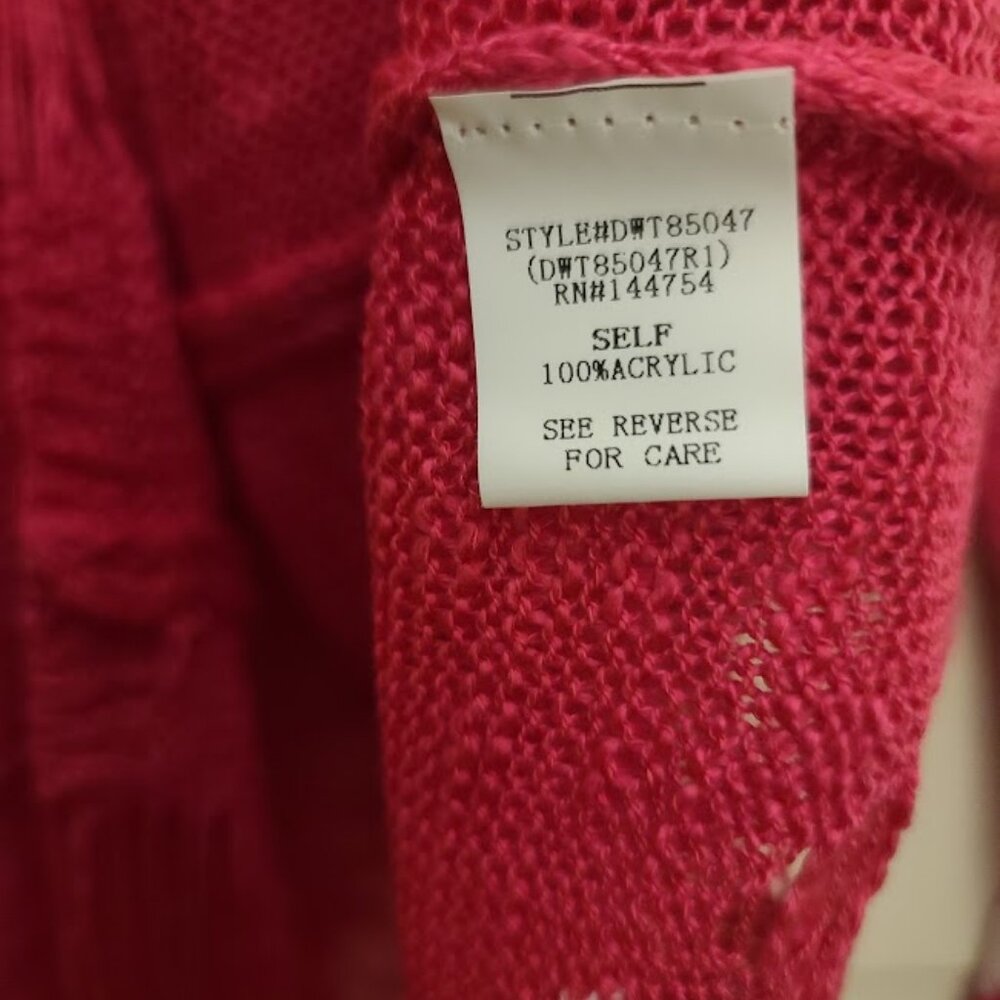 STYLE#DWT85047
(DWT85047R1)
RN#144754
SELF
100%ACRYLIC
SEE REVERSE
FOR CARE